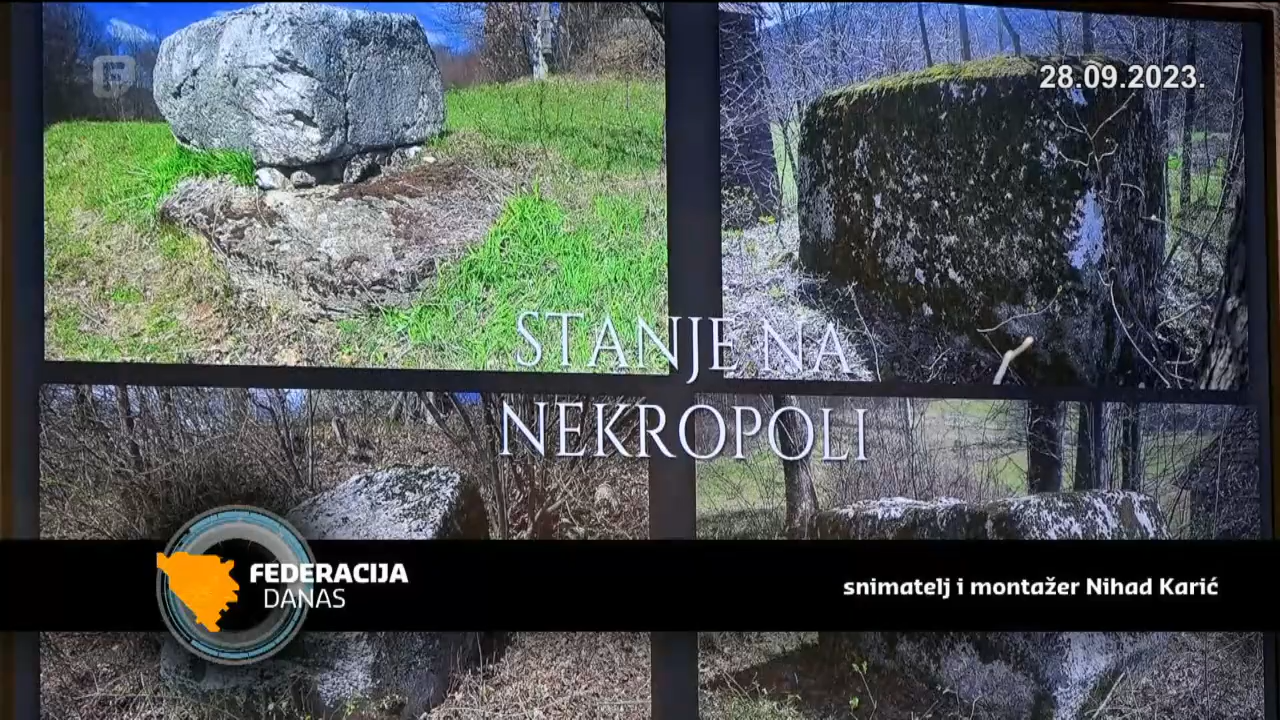 F
28.09.2023.
STANJE NA
NEKROPOLI
FEDERACIJA
DANAS
snimatelj i montažer Nihad Karić